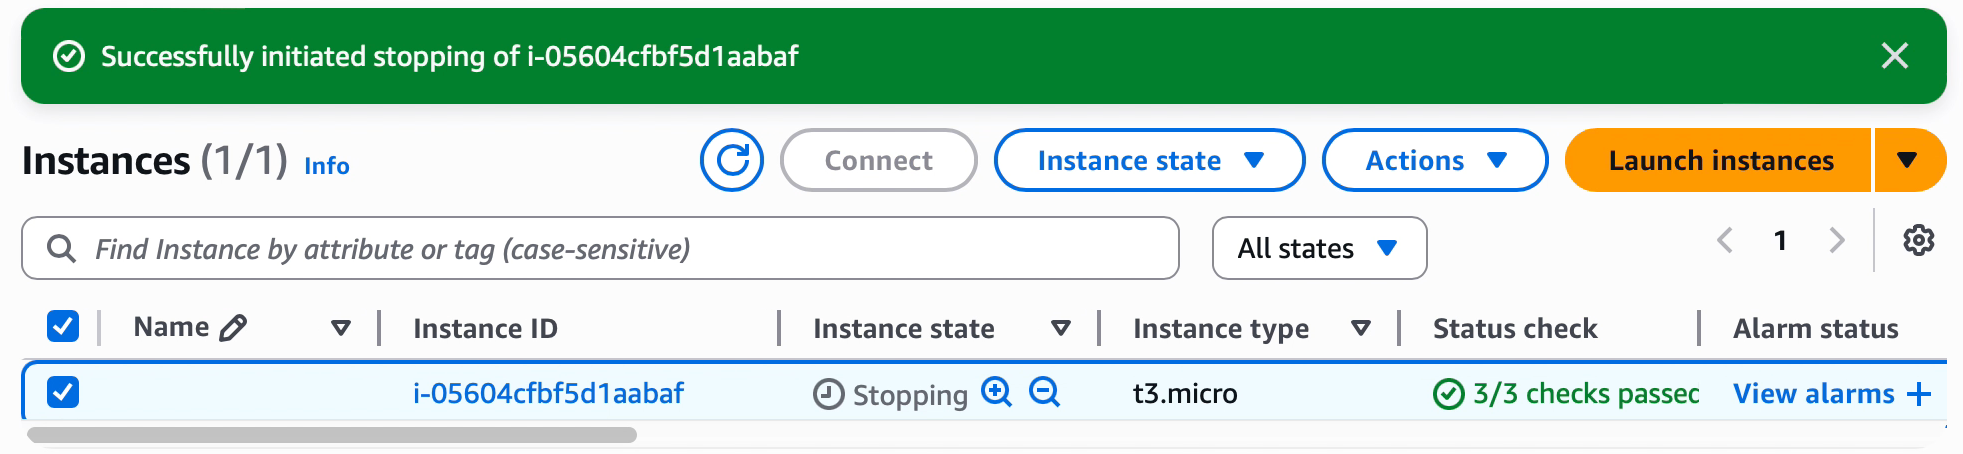 Successfully initiated stopping of i-05604cfbf5d1aabaf
Instances (1/1) Info Connect Instance state Actions Launch instances
Find Instance by attribute or tag (case-sensitive) All states 1
Name Instance ID Instance state Instance type Status check Alarm status
i-05604cfbf5d1aabaf Stopping t3.micro 3/3 checks passec View alarms +